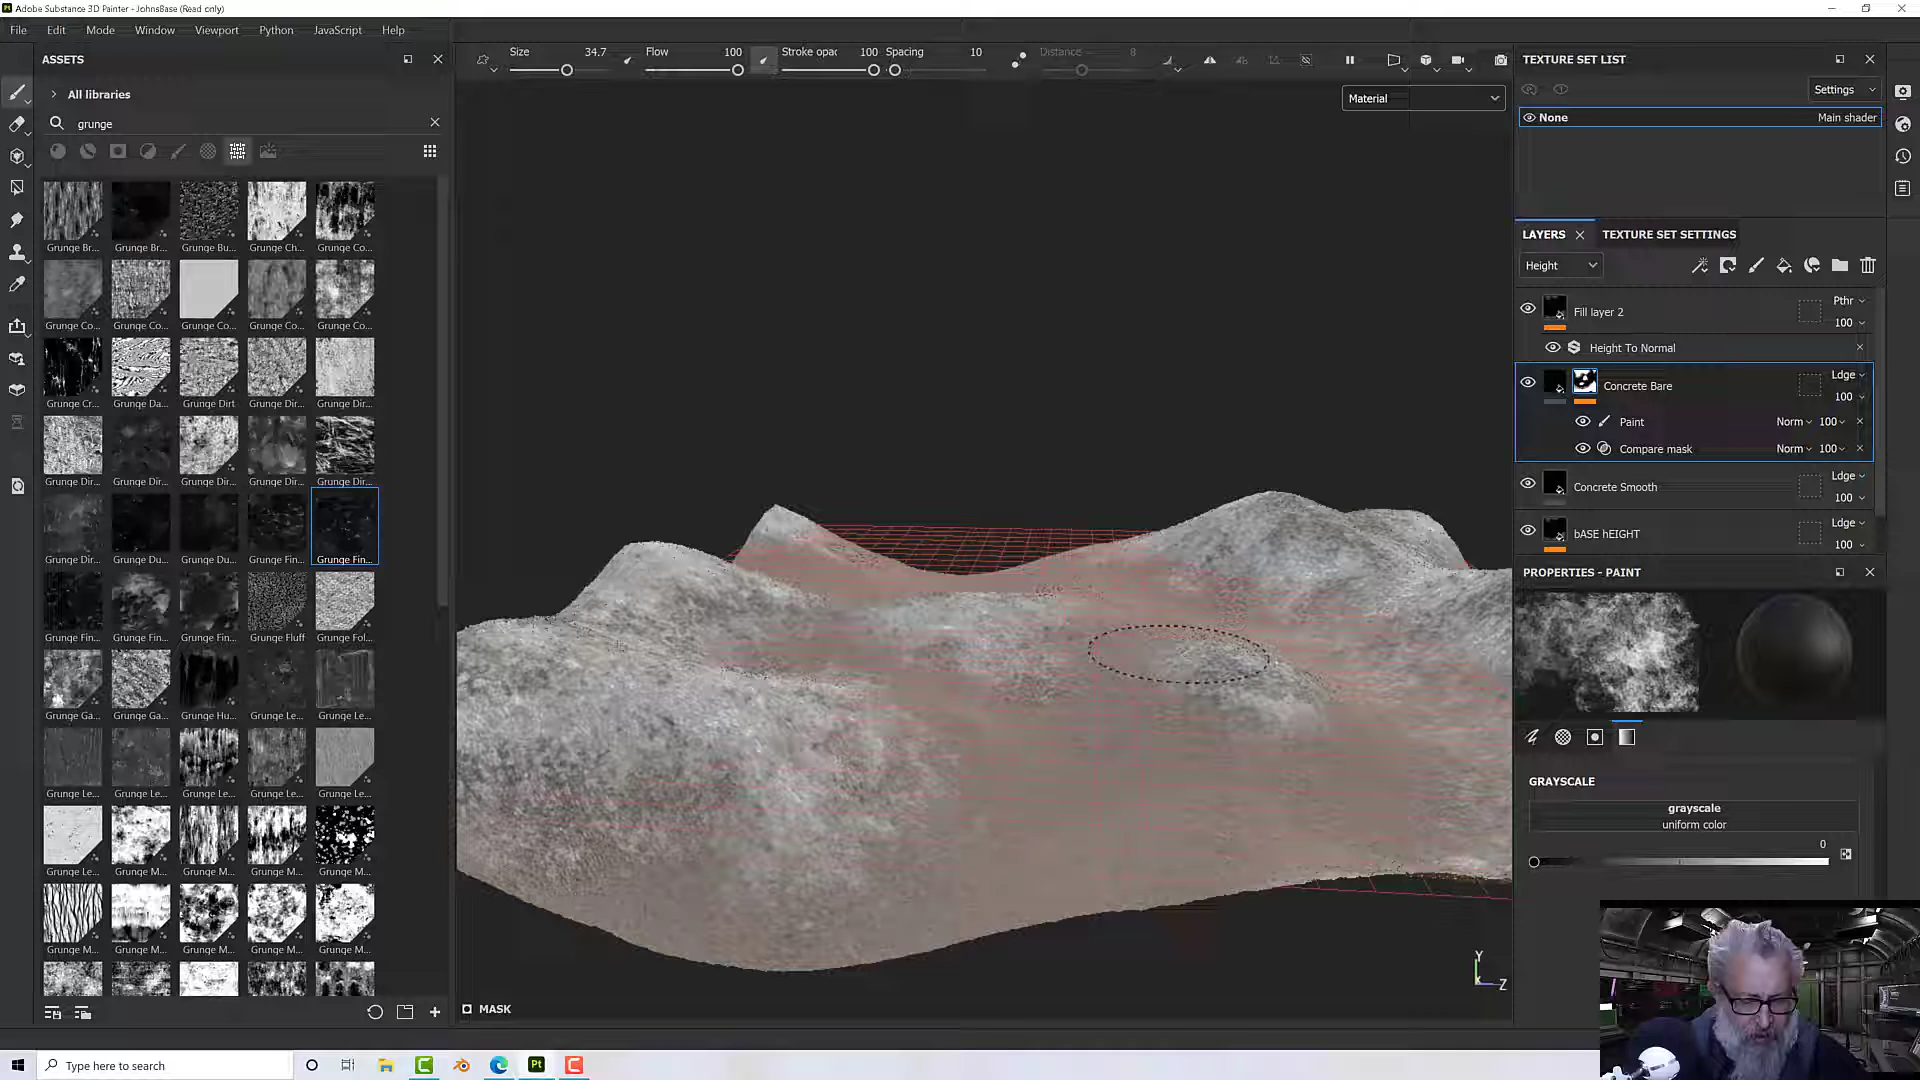 Adobe Substance 3D Painter - JohnsBase (Read only)
File Edit Mode Window Viewport Python JavaScript Help
ASSETS
All libraries
grunge
Grunge Br... Grunge Br... Grunge Bu... Grunge Ch... Grunge Co...
Grunge Co... Grunge Co... Grunge Co... Grunge Co... Grunge Co...
Grunge Cr... Grunge Da... Grunge Dirt Grunge Dir... Grunge Dir...
Grunge Dir... Grunge Dir... Grunge Dir... Grunge Dir... Grunge Dir...
Grunge Dir... Grunge Du... Grunge Du... Grunge Fin... Grunge Fin...
Grunge Fin... Grunge Fin... Grunge Fin... Grunge Fluff Grunge Fol...
Grunge Ga... Grunge Ga... Grunge Hu... Grunge Le... Grunge Le...
Grunge Le... Grunge Le... Grunge Le... Grunge Le... Grunge Le...
Grunge Le... Grunge M... Grunge M... Grunge M... Grunge M...
Grunge M... Grunge M... Grunge M... Grunge M... Grunge M...
Size 34.7 Flow 100 Stroke opac 100 Spacing 10 Distance 8
Material
MASK
Y
Z
TEXTURE SET LIST
Settings
None Main shader
LAYERS TEXTURE SET SETTINGS
Height
Fill layer 2 Pthr 100
Height To Normal
Concrete Bare Ldge 100
Paint Norm 100
Compare mask Norm 100
Concrete Smooth Ldge 100
bASE hEIGHT Ldge 100
PROPERTIES - PAINT
GRAYSCALE
grayscale
uniform color
0
Type here to search
Pt